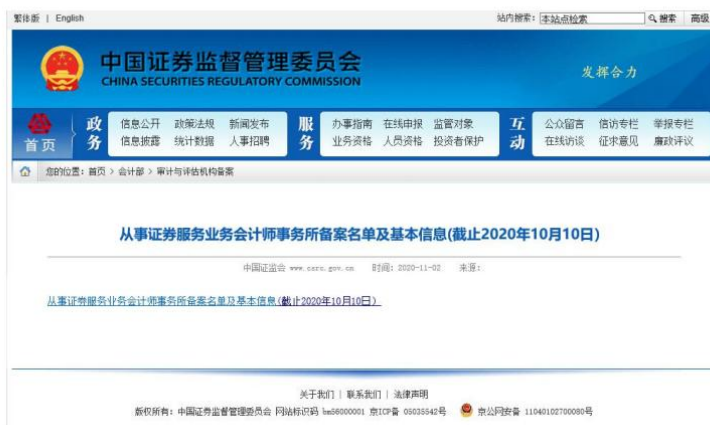 繁体版 | English 站内搜索: 本站点检索 搜索 高级
中国证券监督管理委员会
CHINA SECURITIES REGULATORY COMMISSION
发挥合力
首页
政务
信息公开 政策法规 新闻发布
信息披露 统计数据 人事招聘
服务
办事指南 在线申报 监管对象
业务资格 人员资格 投资者保护
互动
公众留言 信访专栏 举报专栏
在线访谈 征求意见 廉政评议
您的位置: 首页 > 会计部 > 审计与评估机构备案
从事证券服务业务会计师事务所备案名单及基本信息(截止2020年10月10日)
中国证监会 www.csrc.gov.cn 时间: 2020-11-02 来源:
从事证券服务业务会计师事务所备案名单及基本信息(截止2020年10月10日)
关于我们 | 联系我们 | 法律声明
版权所有: 中国证券监督管理委员会 网站标识码 bm56000001 京ICP备 05035542号 京公网安备 11040102700080号